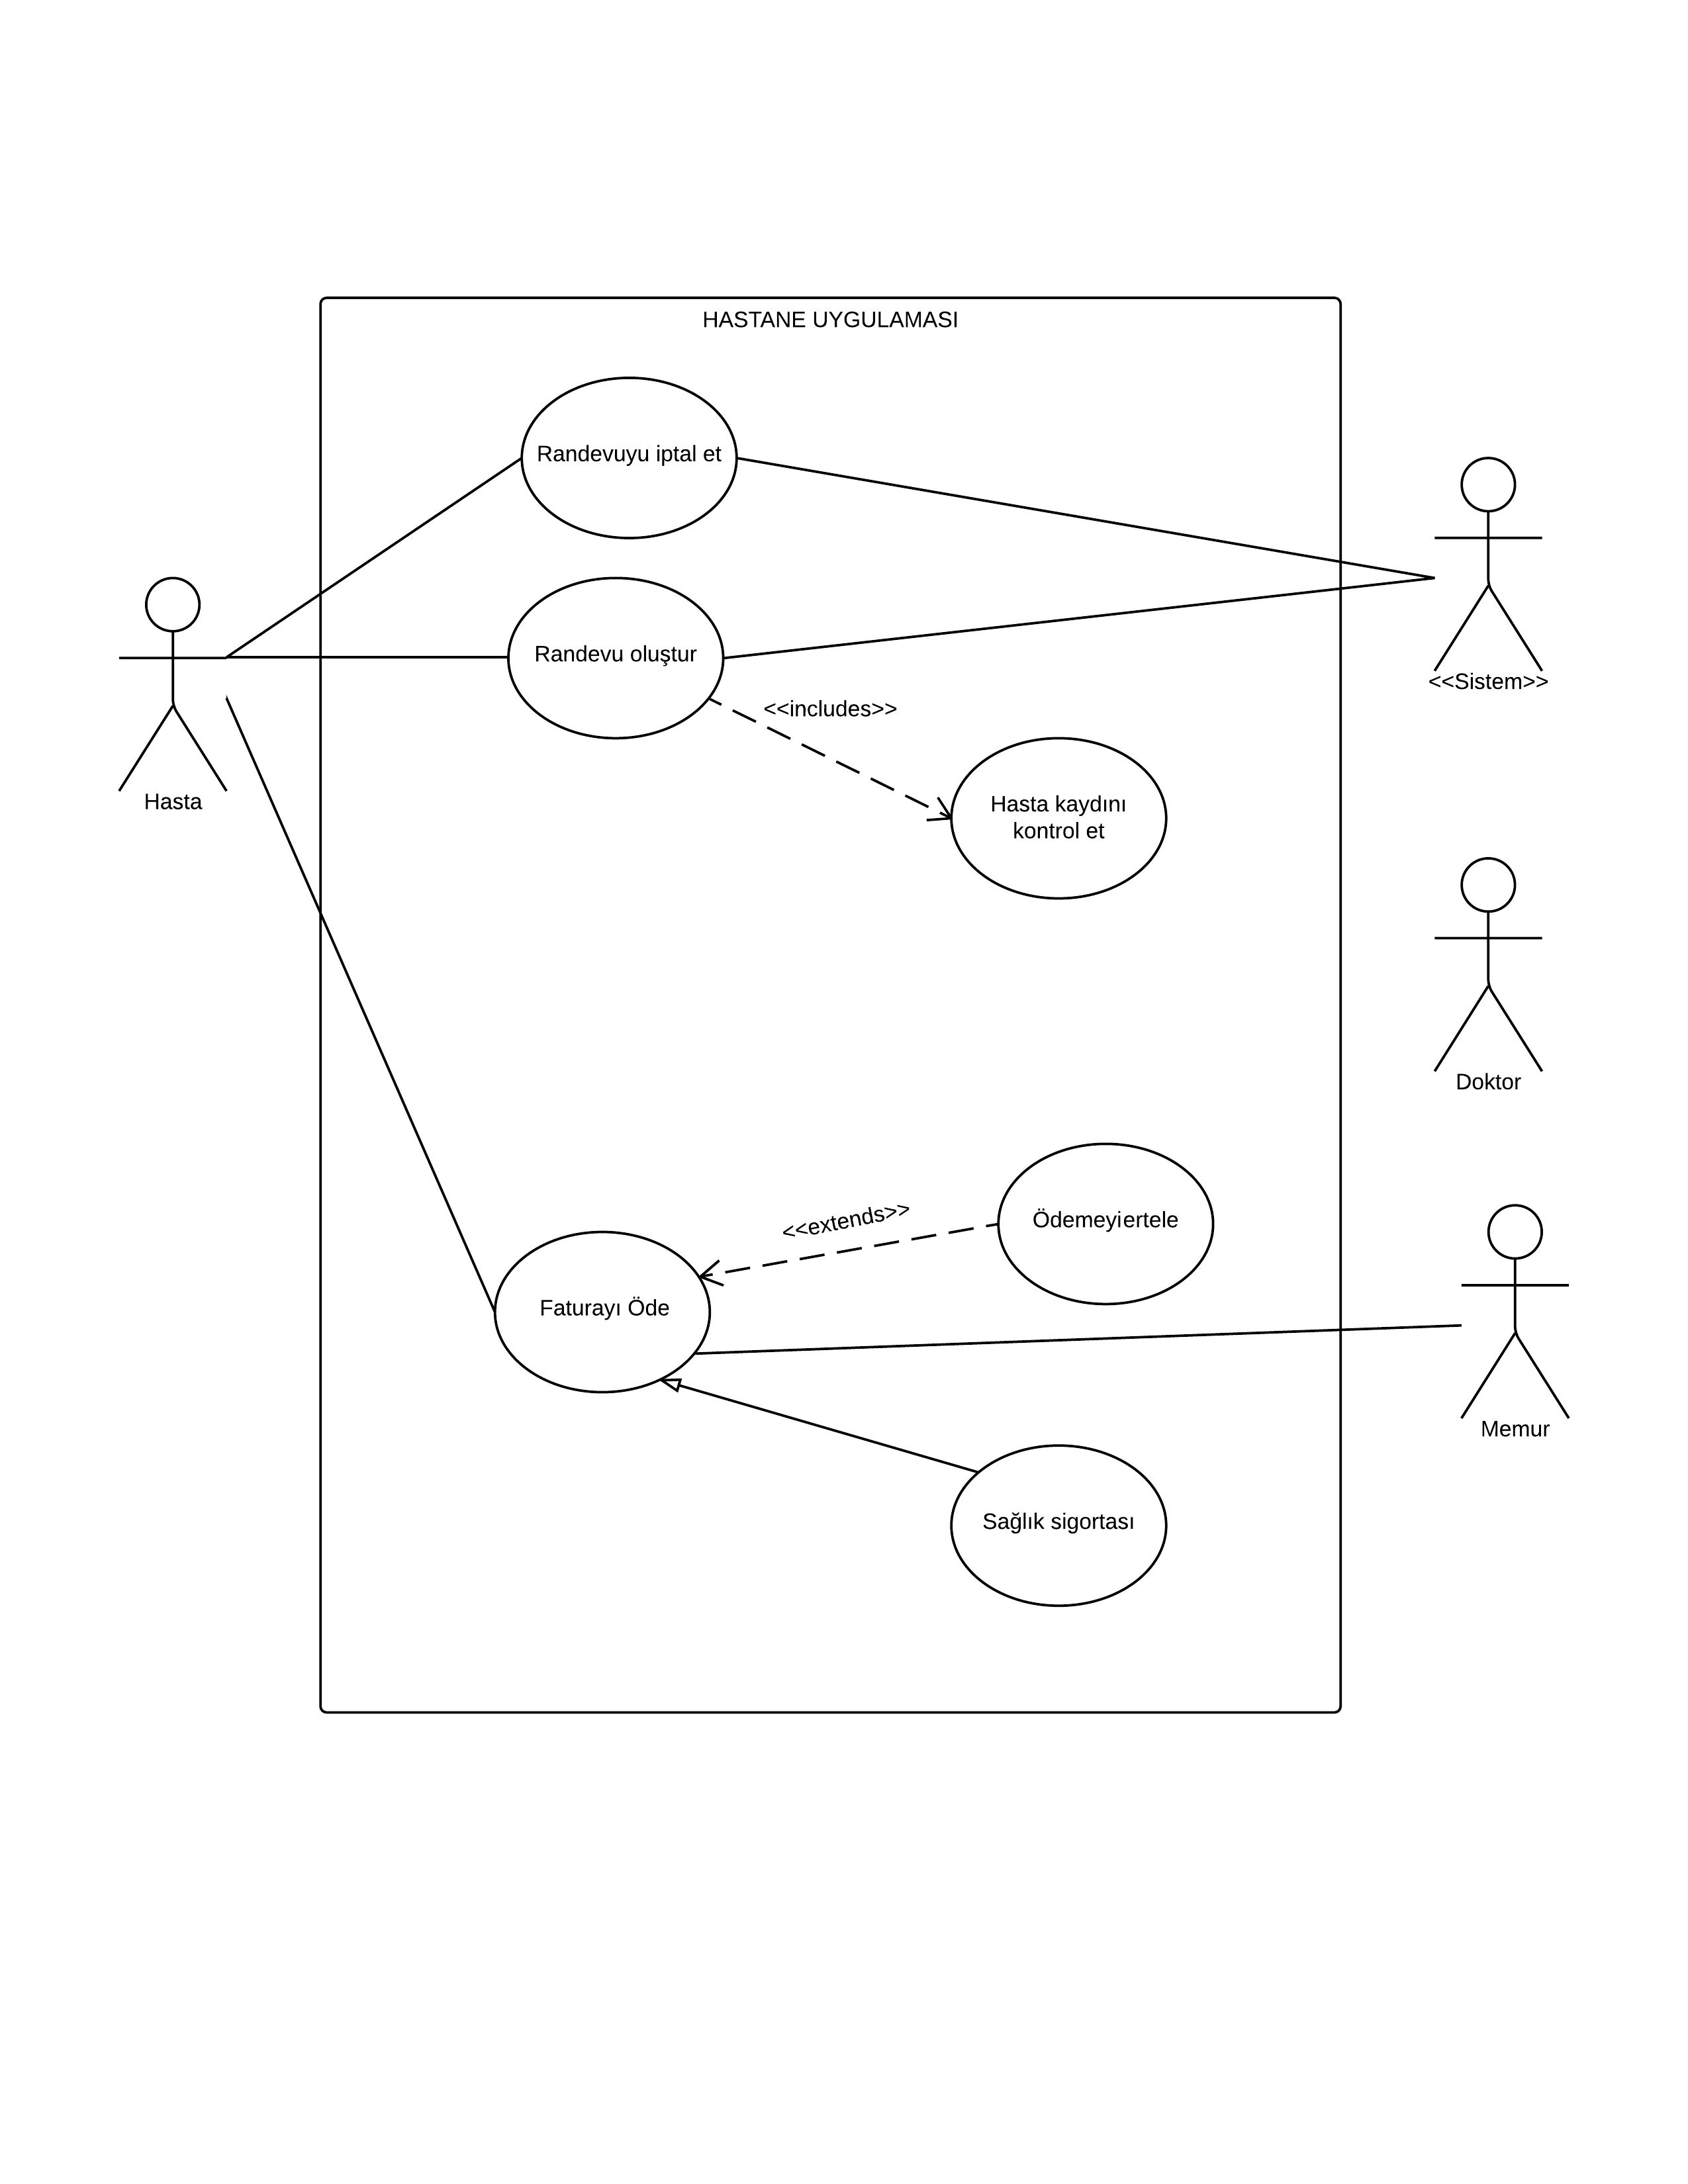 HASTANE UYGULAMASI
Randevuyu iptal et
Randevu oluştur
<<Sistem>>
<<includes>>
Hasta
Hasta kaydını
kontrol et
Doktor
<<extends>>
Ödemeyiertele
Faturayı Öde
Memur
Sağlık sigortası